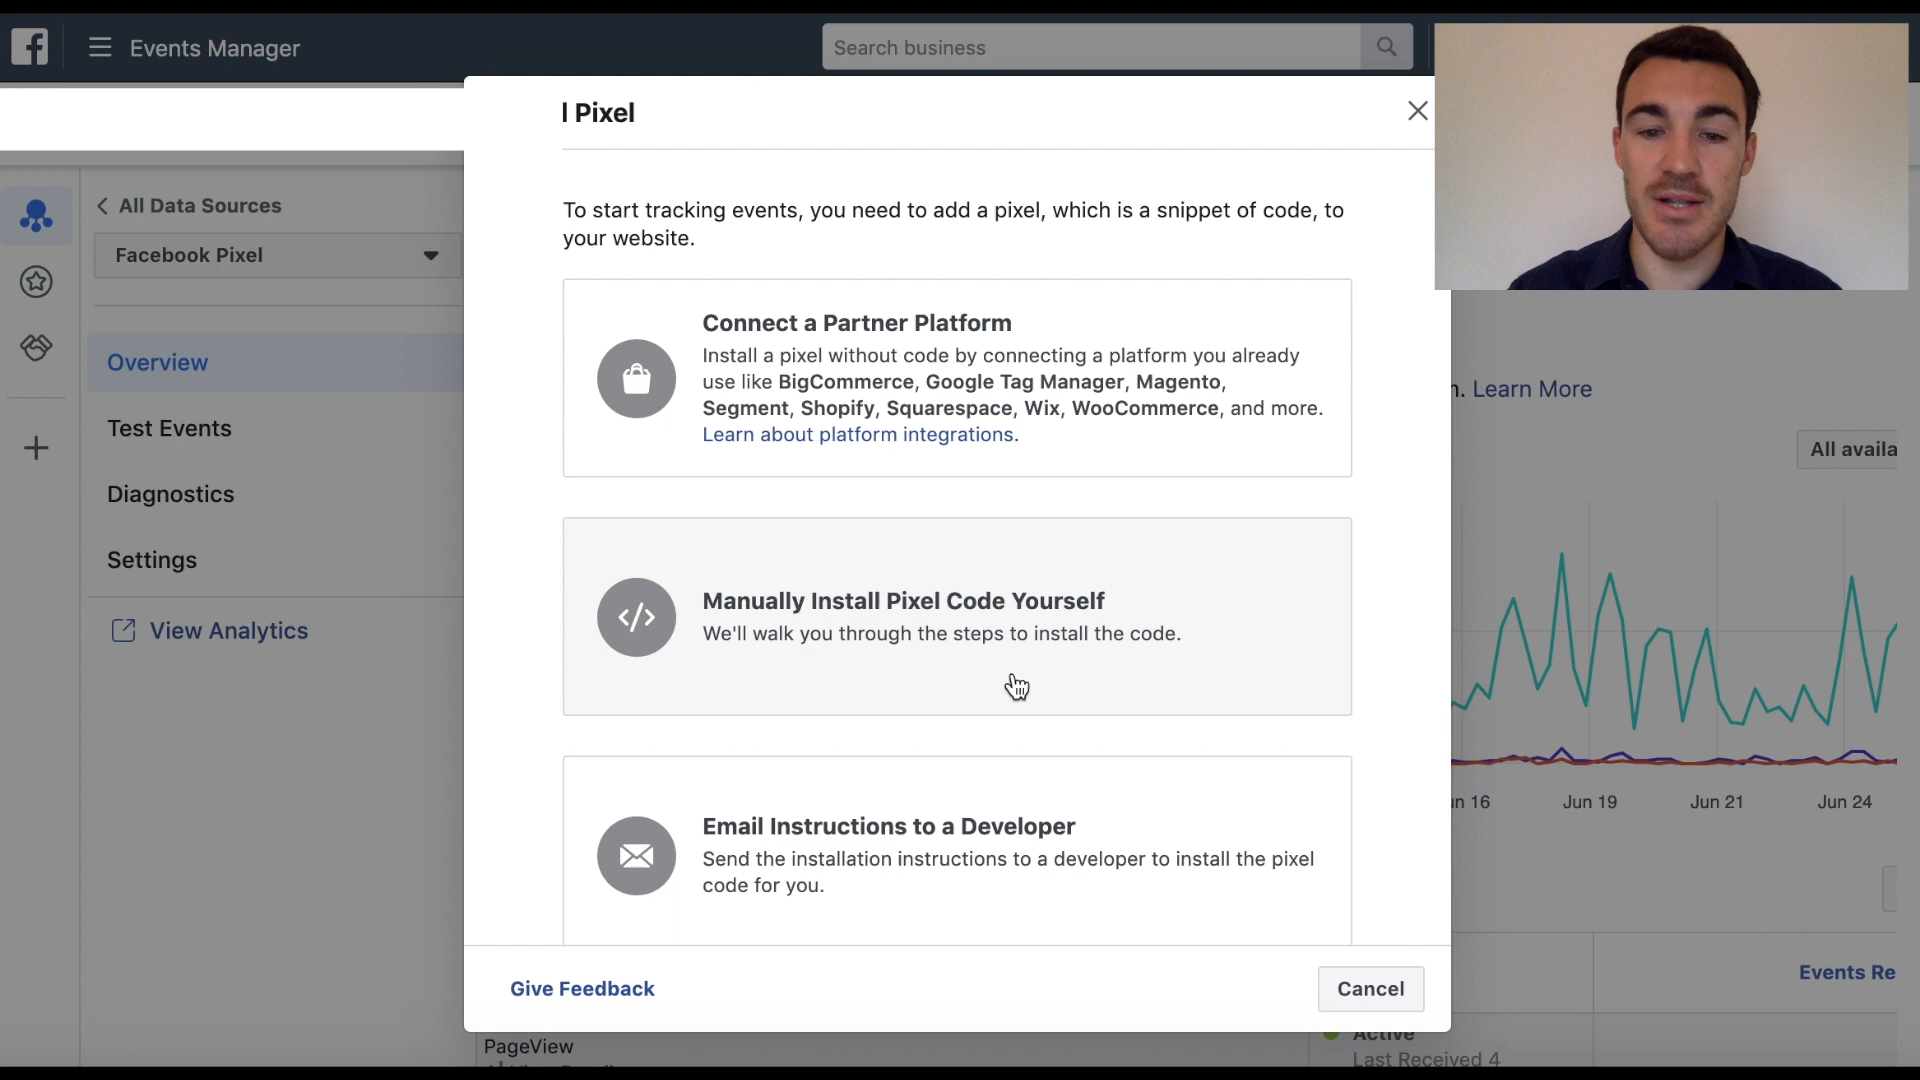 Events Manager
Search business
l Pixel
To start tracking events, you need to add a pixel, which is a snippet of code, to
your website.
All Data Sources
Facebook Pixel
Overview
Test Events
Diagnostics
Settings
View Analytics
Connect a Partner Platform
Install a pixel without code by connecting a platform you already
use like BigCommerce, Google Tag Manager, Magento,
Segment, Shopify, Squarespace, Wix, WooCommerce, and more.
Learn about platform integrations.
Manually Install Pixel Code Yourself
We'll walk you through the steps to install the code.
Email Instructions to a Developer
Send the installation instructions to a developer to install the pixel
code for you.
Give Feedback
Cancel
Learn More
All availa
16
Jun 19
Jun 21
Jun 24
Events Re
PageView
Active
Last Received 4